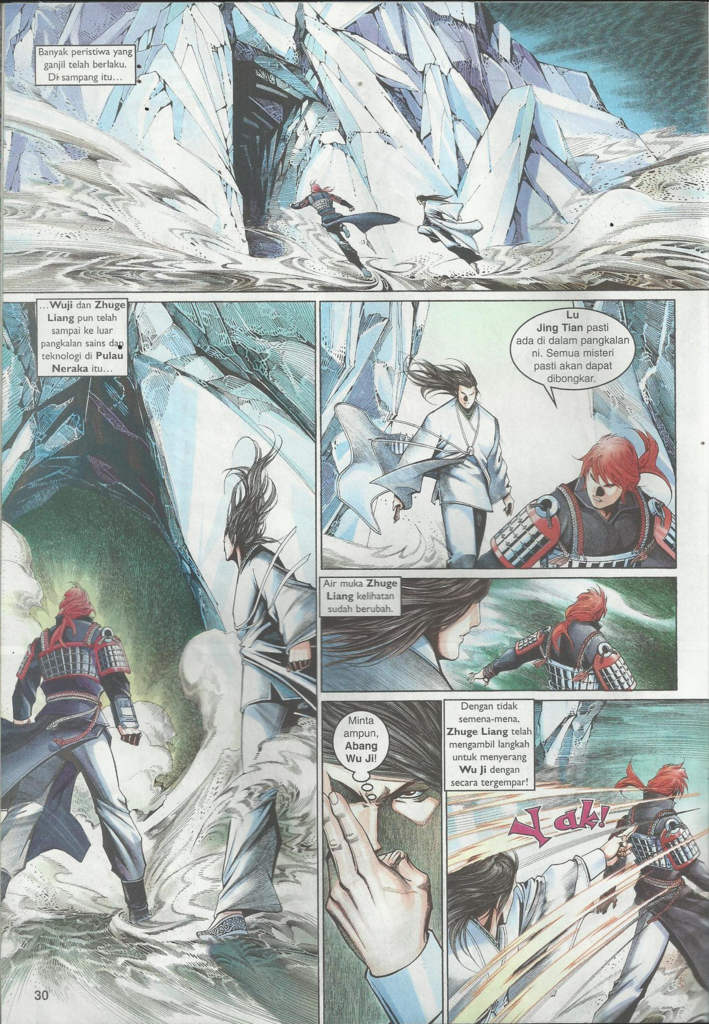 Banyak peristiwa yang
ganjil telah berlaku.
Di sampang itu...
...Wuji dan Zhuge
Liang pun telah
sampai ke luar
pangkalan sains dan
teknologi di Pulau
Neraka itu...
Lu
Jing Tian pasti
ada di dalam pangkalan
ni. Semua misteri
pasti akan dapat
dibongkar.
Air muka Zhuge
Liang kelihatan
sudah berubah.
Minta
ampun,
Abang
Wu Ji!
Dengan tidak
semena-mena,
Zhuge Liang telah
mengambil langkah
untuk menyerang
Wu Ji dengan
secara tergempar!
Yak!
30